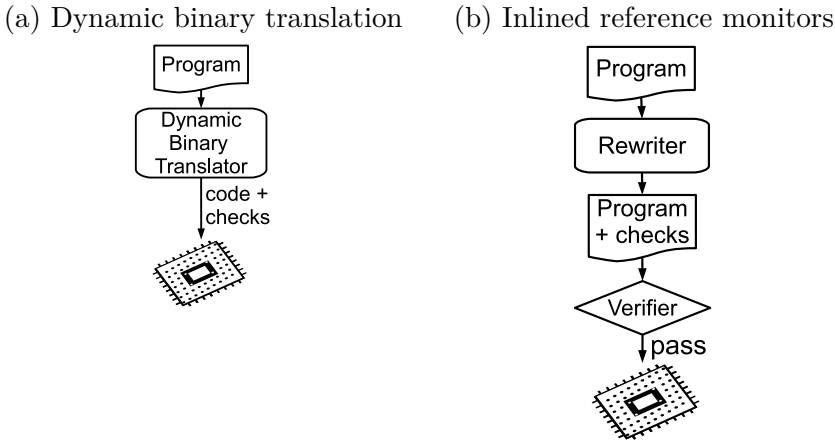 (a) Dynamic binary translation
Program
Dynamic
Binary
Translator
code +
checks
(b) Inlined reference monitors
Program
Rewriter
Program
+ checks
Verifier
pass